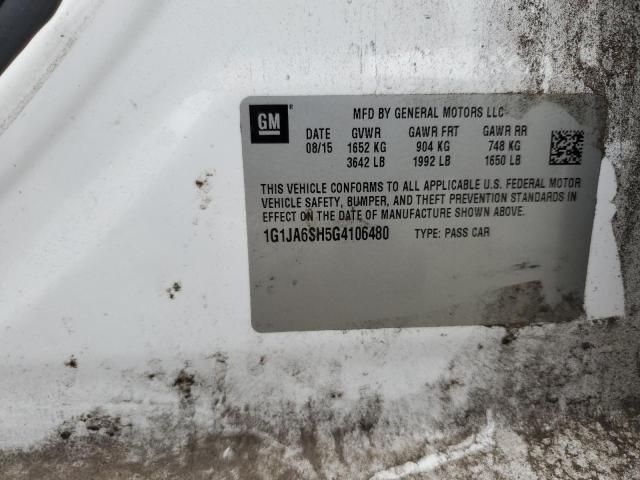 GM ® MFD BY GENERAL MOTORS LLC
DATE GVWR GAWR FRT GAWR RR
08/15 1652 KG 904 KG 748 KG
3642 LB 1992 LB 1650 LB
THIS VEHICLE CONFORMS TO ALL APPLICABLE U.S. FEDERAL MOTOR
VEHICLE SAFETY, BUMPER, AND THEFT PREVENTION STANDARDS IN
EFFECT ON THE DATE OF MANUFACTURE SHOWN ABOVE.
1G1JA6SH5G4106480 TYPE: PASS CAR